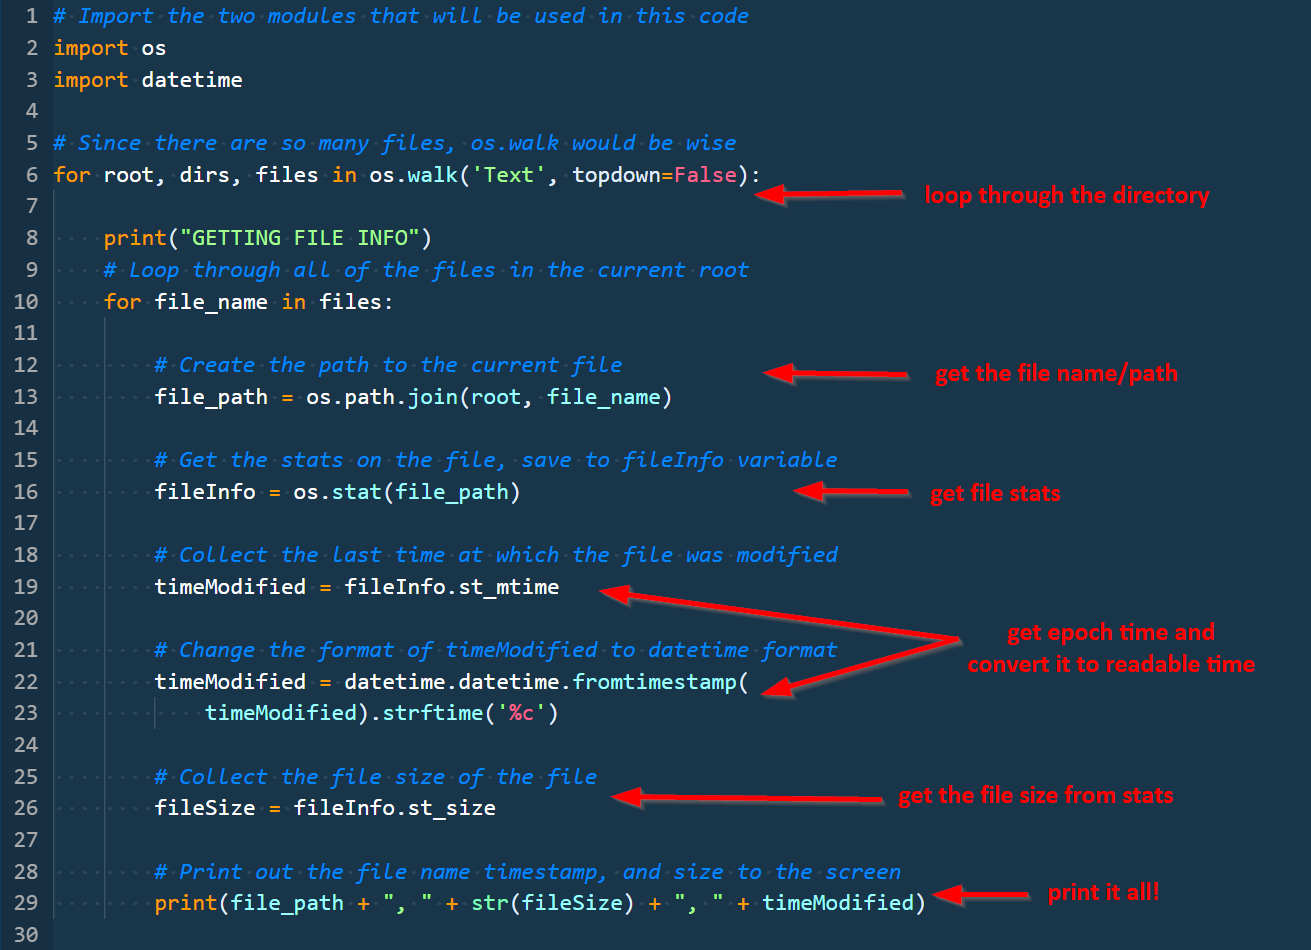 1 # Import the two modules that will be used in this code
2 import os
3 import datetime
4
5 # Since there are so many files, os.walk would be wise
6 for root, dirs, files in os.walk('Text', topdown=False):
loop through the directory
7
8 print("GETTING FILE INFO")
9 # Loop through all of the files in the current root
10 for file_name in files:
11
12 # Create the path to the current file
get the file name/path
13 file_path = os.path.join(root, file_name)
14
15 # Get the stats on the file, save to fileInfo variable
16 fileInfo = os.stat(file_path)
get file stats
17
18 # Collect the last time at which the file was modified
19 timeModified = fileInfo.st_mtime
20
get epoch time and
convert it to readable time
21 # Change the format of timeModified to datetime format
22 timeModified = datetime.datetime.fromtimestamp(
23 timeModified).strftime('%c')
24
25 # Collect the file size of the file
get the file size from stats
26 fileSize = fileInfo.st_size
27
28 # Print out the file name timestamp, and size to the screen
29 print(file_path + ", " + str(fileSize) + ", " + timeModified)
print it all!
30